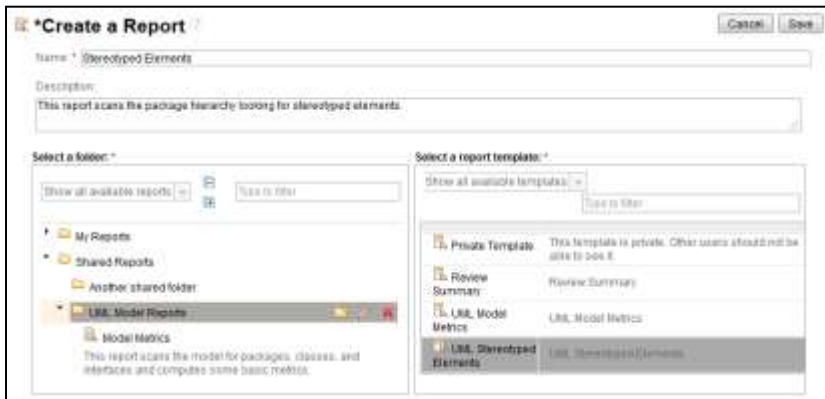 *Create a Report ?
Cancel Save
Name: * Stereotyped Elements
Description:
This report scans the package hierarchy looking for stereotyped elements.
Select a folder: *
Show all available reports
Type to filter
My Reports
Shared Reports
Another shared folder
UML Model Reports
Model Metrics
This report scans the model for packages, classes, and
interfaces and computes some basic metrics.
Select a report template: *
Show all available templates
Type to filter
Private Template This template is private. Other users should not be
able to see it.
Review
Summary
Review Summary
UML Model
Metrics
UML Model Metrics
UML Stereotyped
Elements
UML Stereotyped Elements